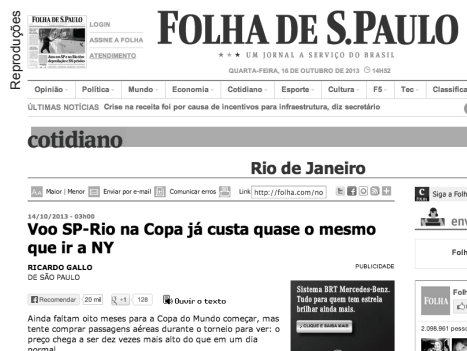 Reproduções
FOLHA DE S.PAULO
LOGIN
ASSINE A FOLHA
ATENDIMENTO
FOLHA DE S.PAULO
★ ★ ★ UM JORNAL A SERVIÇO DO BRASIL
QUARTA-FEIRA, 16 DE OUTUBRO DE 2013 14H52
Opinião Política Mundo Economia Cotidiano Esporte Cultura F5 Tec Classifica
ÚLTIMAS NOTÍCIAS Crise na receita foi por causa de incentivos para infraestrutura, diz secretário
cotidiano
Rio de Janeiro
Maior | Menor Enviar por e-mail Comunicar erros Link http://folha.com/no
Siga a Folh
14/10/2013 - 03h00
Voo SP-Rio na Copa já custa quase o mesmo
que ir a NY
env
RICARDO GALLO
DE SÃO PAULO
PUBLICIDADE
Folh
Recomendar 20 mil +1 128 Ouvir o texto
Sistema BRT Mercedes-Benz.
Tudo para quem tem estrela
brilhar ainda mais.
CLIQUE E SAIBA MAIS
FOLHA
Folh
2.098.961 pesso
Ainda faltam oito meses para a Copa do Mundo começar, mas
tente comprar passagens aéreas durante o torneio para ver: o
preço chega a ser dez vezes mais alto do que em um dia
normal